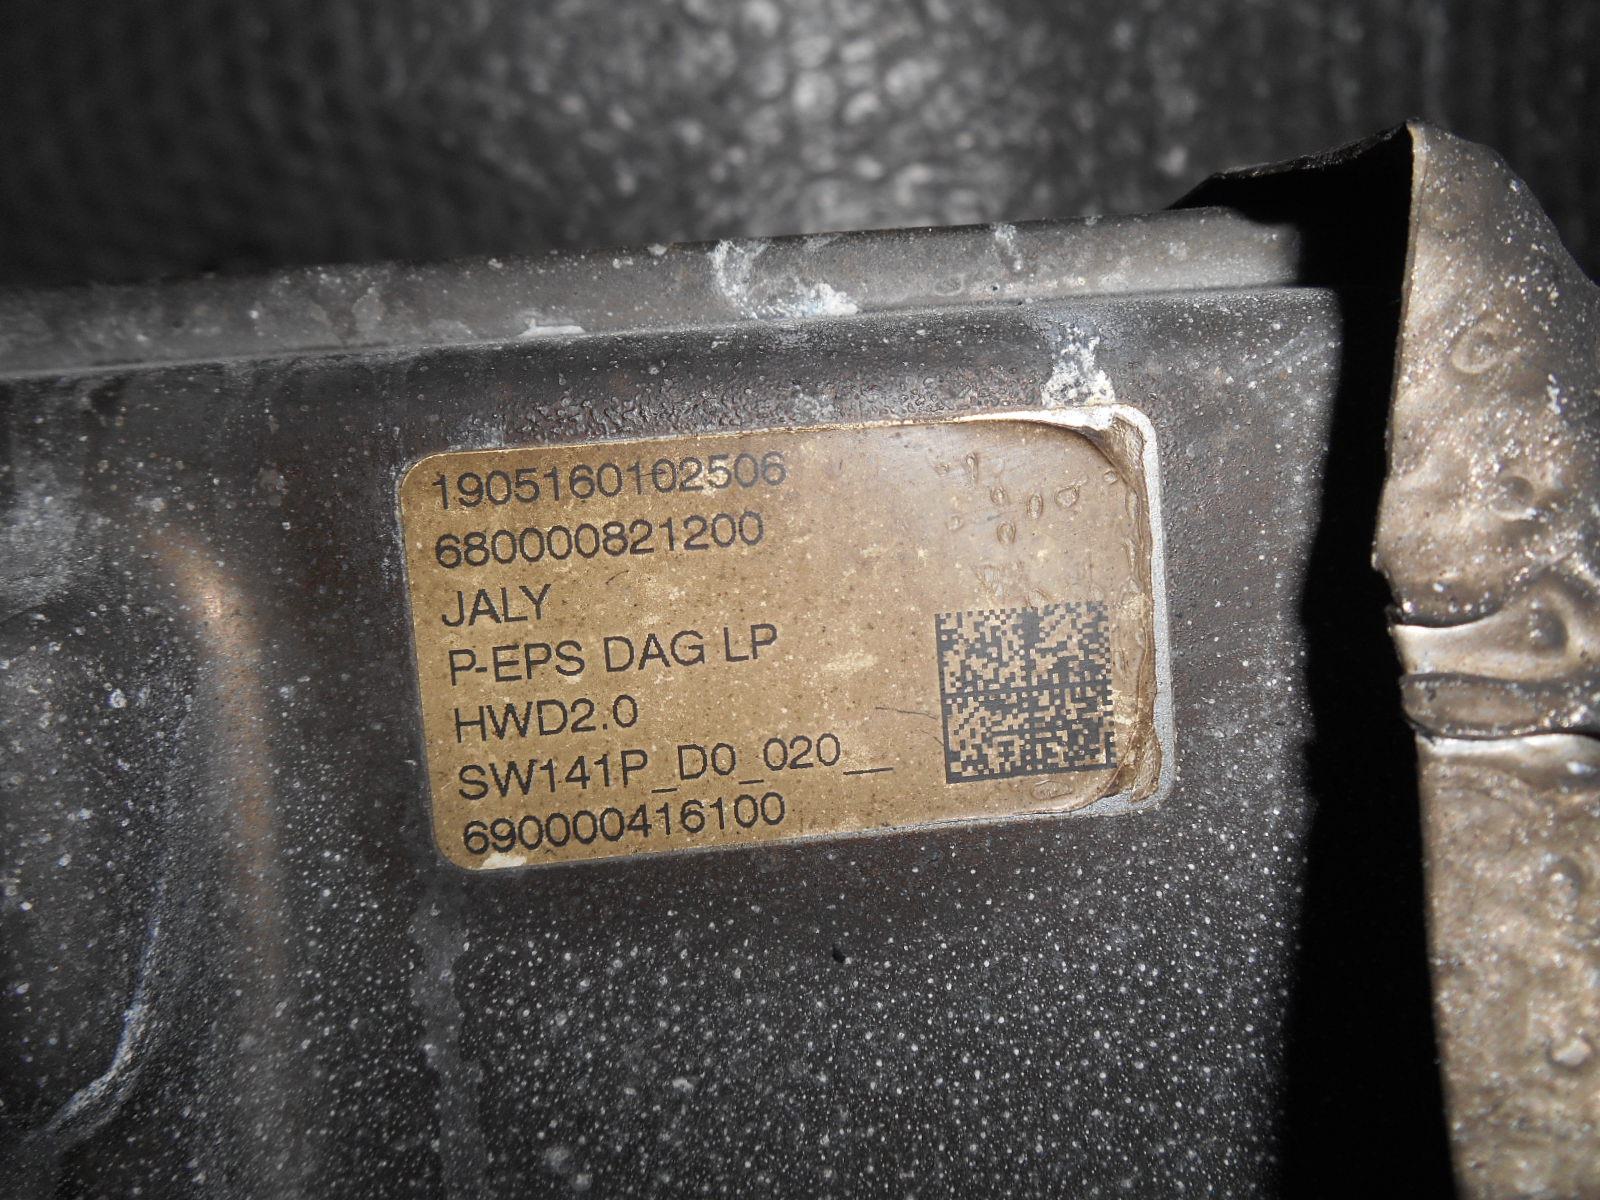 1905160102506
680000821200
JALY
P-EPS DAG LP
HWD2.0
SW141P_D0_020__
690000416100